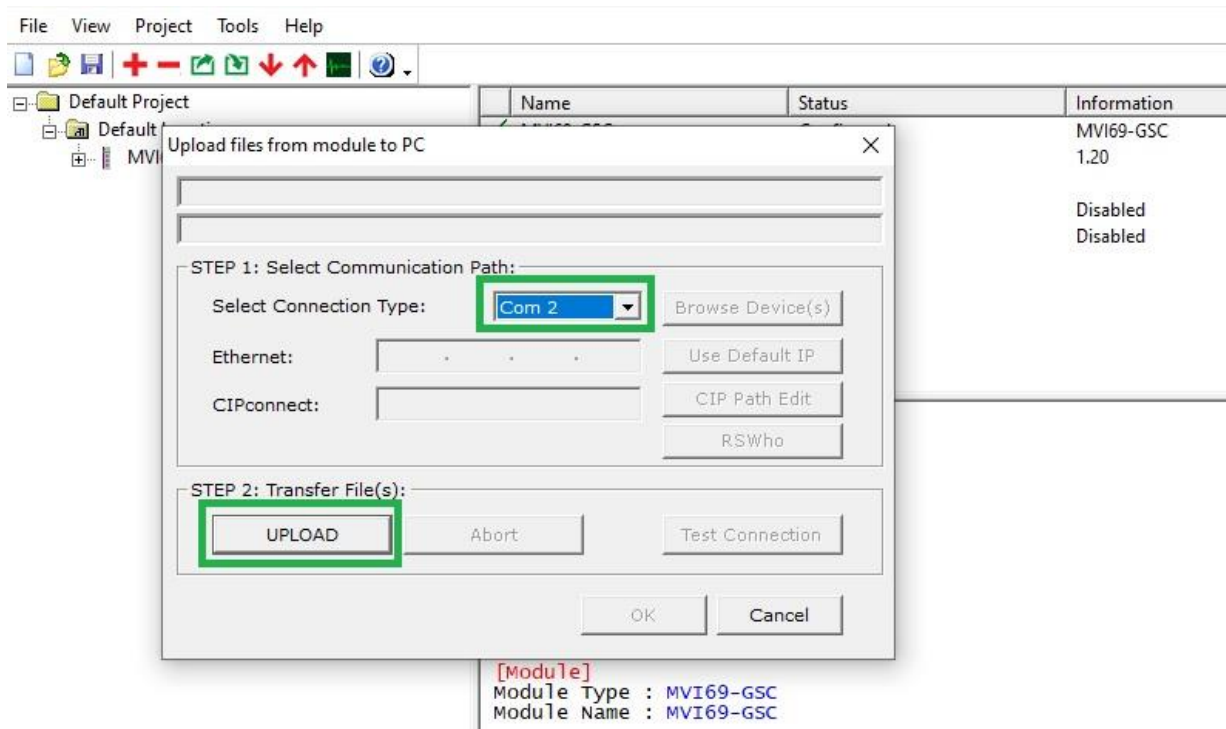 File View Project Tools Help
Default Project
Name Status Information
Default
MVI69-GSC
MVI
1.20
Disabled
Disabled
Upload files from module to PC
STEP 1: Select Communication Path:
Select Connection Type: Com 2 Browse Device(s)
Ethernet: . . . Use Default IP
CIPconnect: CIP Path Edit
RSWho
STEP 2: Transfer File(s):
UPLOAD Abort Test Connection
OK Cancel
[Module]
Module Type : MVI69-GSC
Module Name : MVI69-GSC